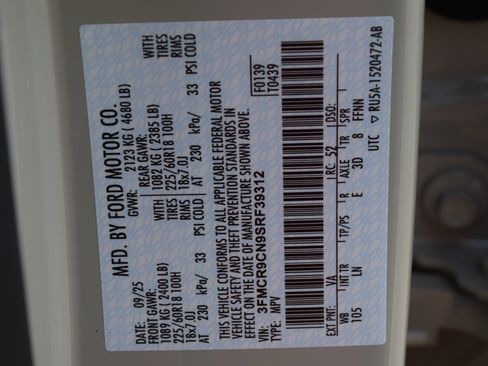 MFD. BY FORD MOTOR CO.
DATE: 09/25 GVWR: 2123 KG ( 4680 LB)
FRONT GAWR: REAR GAWR: WITH
1089 KG ( 2400 LB) 1082 KG ( 2385 LB) TIRES
225/60R18 100H 225/60R18 100H RIMS
18x7.0J 18x7.0J
AT 230 kPa/ 33 AT 230 kPa/ 33 PSI COLD
WITH
TIRES
RIMS
PSI COLD
THIS VEHICLE CONFORMS TO ALL APPLICABLE FEDERAL MOTOR
VEHICLE SAFETY AND THEFT PREVENTION STANDARDS IN
EFFECT ON THE DATE OF MANUFACTURE SHOWN ABOVE.
VIN: 3FMCR9CN9SRF39312
TYPE: MPV
F0139
T0439
EXT PNT: VA RC: 52 DSO:
WB INT TR TP/PS R AXLE TR SPR
105 LN E 3D 8 FFNN
UTC ▽ RU5A-1520472-AB